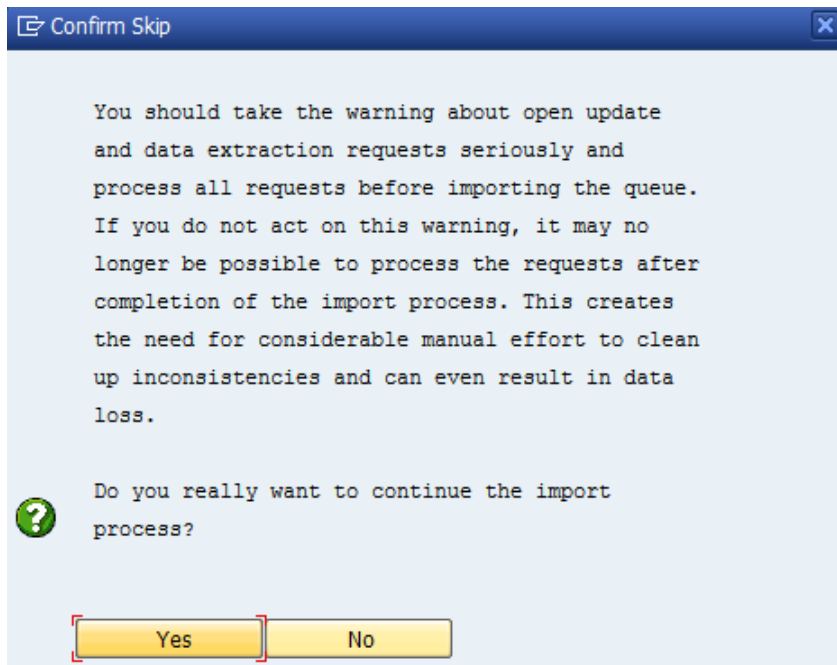 Confirm Skip
You should take the warning about open update
and data extraction requests seriously and
process all requests before importing the queue.
If you do not act on this warning, it may no
longer be possible to process the requests after
completion of the import process. This creates
the need for considerable manual effort to clean
up inconsistencies and can even result in data
loss.
Do you really want to continue the import
process?
Yes No